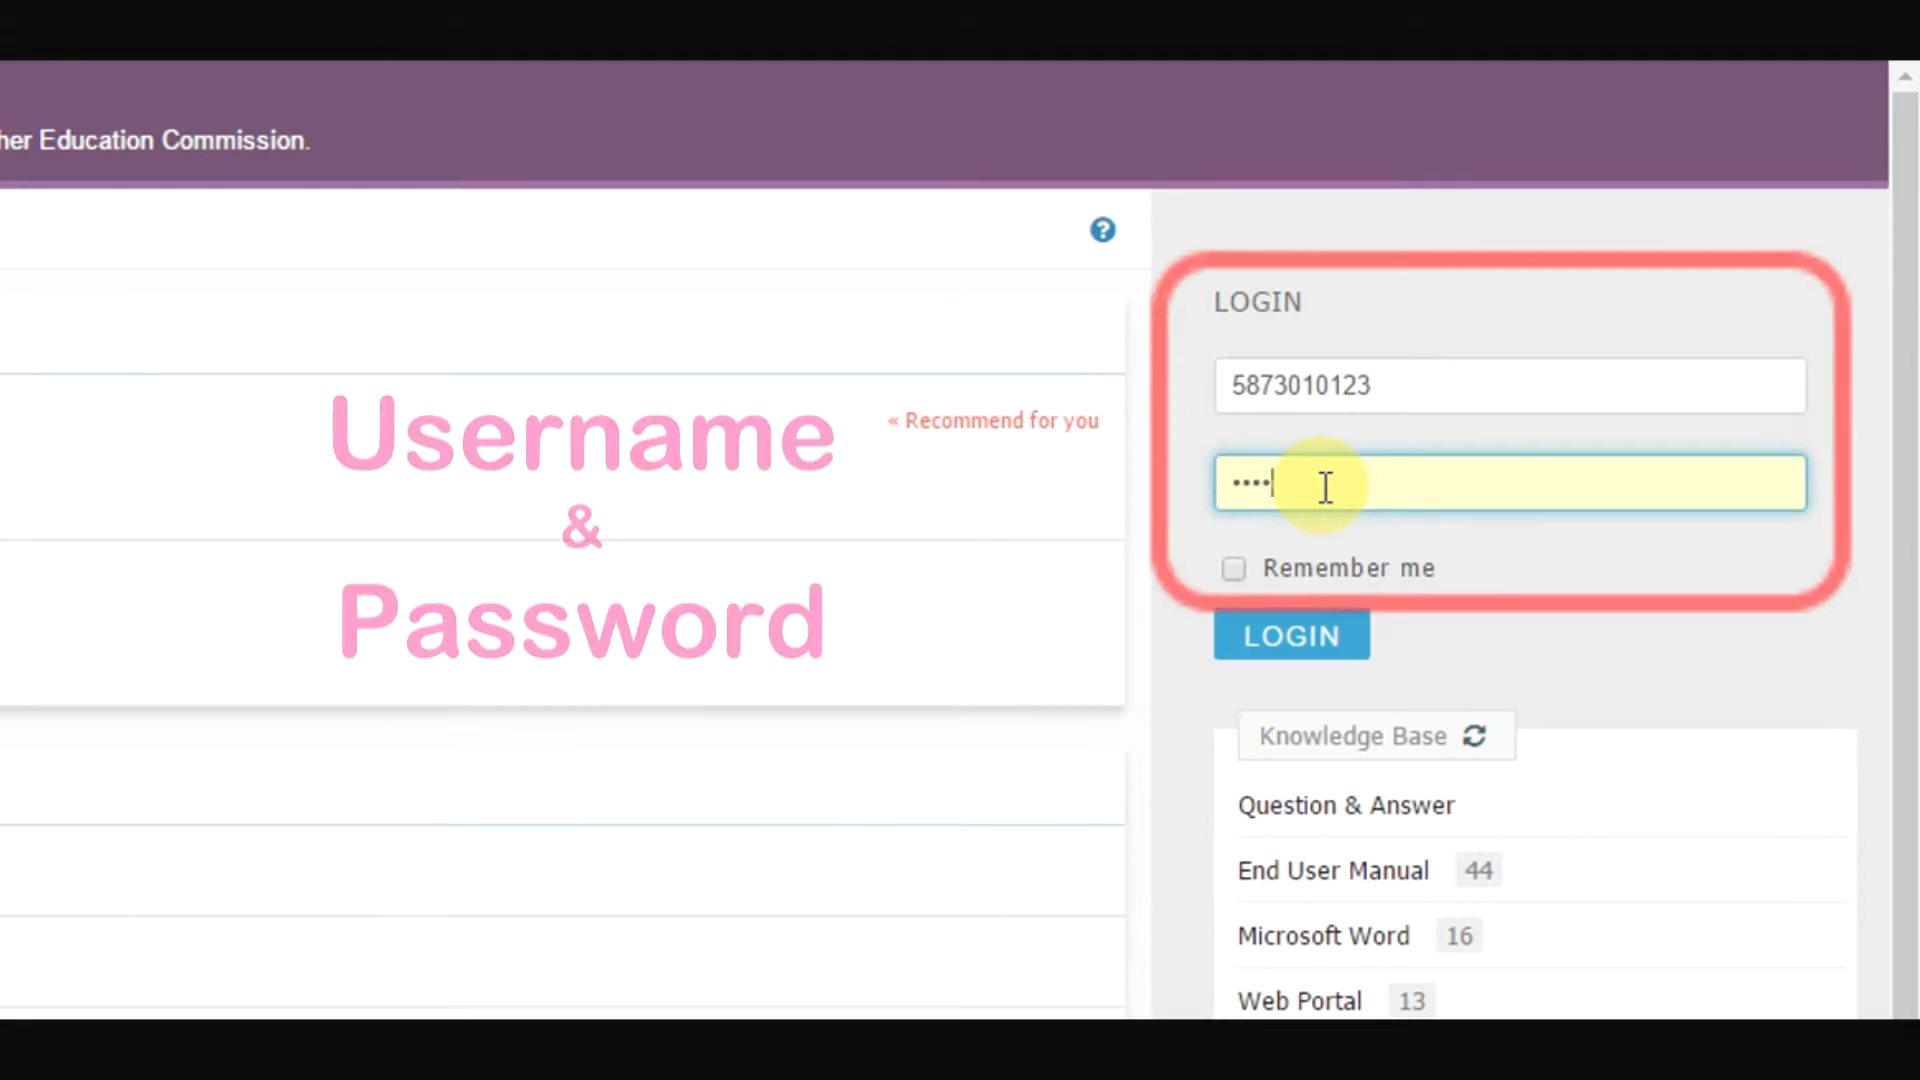 her Education Commission.
LOGIN
5873010123
Username
« Recommend for you
&
Password
••••
Remember me
LOGIN
Knowledge Base
Question & Answer
End User Manual 44
Microsoft Word 16
Web Portal 13